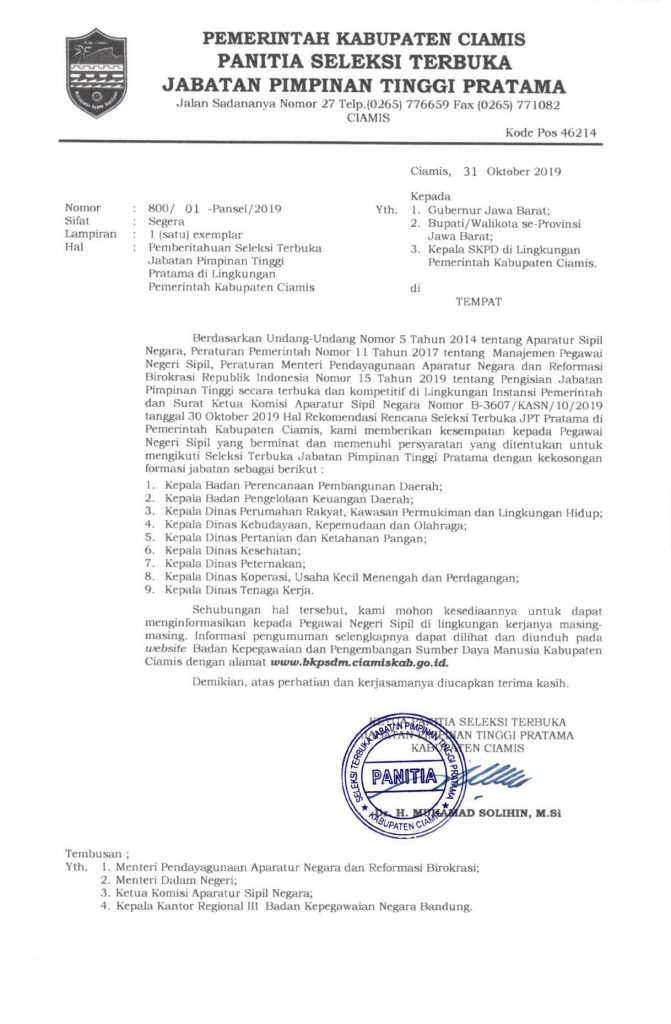 PEMERINTAH KABUPATEN CIAMIS
PANITIA SELEKSI TERBUKA
JABATAN PIMPINAN TINGGI PRATAMA
Jalan Sadananya Nomor 27 Telp.(0265) 776659 Fax (0265) 771082
CIAMIS
Kode Pos 46214
Ciamis, 31 Oktober 2019
Nomor : 800/ 01 -Pansel/2019
Sifat : Segera
Lampiran : 1 (satu) exemplar
Hal : Pemberitahuan Seleksi Terbuka
Jabatan Pimpinan Tinggi
Pratama di Lingkungan
Pemerintah Kabupaten Ciamis
Kepada
Yth. 1. Gubernur Jawa Barat;
2. Bupati/Walikota se-Provinsi
Jawa Barat;
3. Kepala SKPD di Lingkungan
Pemerintah Kabupaten Ciamis.
di
TEMPAT
Berdasarkan Undang-Undang Nomor 5 Tahun 2014 tentang Aparatur Sipil
Negara, Peraturan Pemerintah Nomor 11 Tahun 2017 tentang Manajemen Pegawai
Negeri Sipil, Peraturan Menteri Pendayagunaan Aparatur Negara dan Reformasi
Birokrasi Republik Indonesia Nomor 15 Tahun 2019 tentang Pengisian Jabatan
Pimpinan Tinggi secara terbuka dan kompetitif di Lingkungan Instansi Pemerintah
dan Surat Ketua Komisi Aparatur Sipil Negara Nomor B-3607/KASN/10/2019
tanggal 30 Oktober 2019 Hal Rekomendasi Rencana Seleksi Terbuka JPT Pratama di
Pemerintah Kabupaten Ciamis, kami memberikan kesempatan kepada Pegawai
Negeri Sipil yang berminat dan memenuhi persyaratan yang ditentukan untuk
mengikuti Seleksi Terbuka Jabatan Pimpinan Tinggi Pratama dengan kekosongan
formasi jabatan sebagai berikut :
1. Kepala Badan Perencanaan Pembangunan Daerah;
2. Kepala Badan Pengelolaan Keuangan Daerah;
3. Kepala Dinas Perumahan Rakyat, Kawasan Permukiman dan Lingkungan Hidup;
4. Kepala Dinas Kebudayaan, Kepemudaan dan Olahraga;
5. Kepala Dinas Pertanian dan Ketahanan Pangan;
6. Kepala Dinas Kesehatan;
7. Kepala Dinas Peternakan;
8. Kepala Dinas Koperasi, Usaha Kecil Menengah dan Perdagangan;
9. Kepala Dinas Tenaga Kerja.
Sehubungan hal tersebut, kami mohon kesediaannya untuk dapat
menginformasikan kepada Pegawai Negeri Sipil di lingkungan kerjanya masing-
masing. Informasi pengumuman selengkapnya dapat dilihat dan diunduh pada
website Badan Kepegawaian dan Pengembangan Sumber Daya Manusia Kabupaten
Ciamis dengan alamat www.bkpsdm.ciamiskab.go.id.
Demikian, atas perhatian dan kerjasamanya diucapkan terima kasih.
KETUA PANITIA SELEKSI TERBUKA
JABATAN PIMPINAN TINGGI PRATAMA
KABUPATEN CIAMIS
SELEKSI TERBUKA JABATAN PIMPINAN TINGGI PRATAMA
PANITIA
KABUPATEN CIAMIS
Dr. H. MUHAMAD SOLIHIN, M.Si
Tembusan ;
Yth. 1. Menteri Pendayagunaan Aparatur Negara dan Reformasi Birokrasi;
2. Menteri Dalam Negeri;
3. Ketua Komisi Aparatur Sipil Negara;
4. Kepala Kantor Regional III Badan Kepegawaian Negara Bandung.